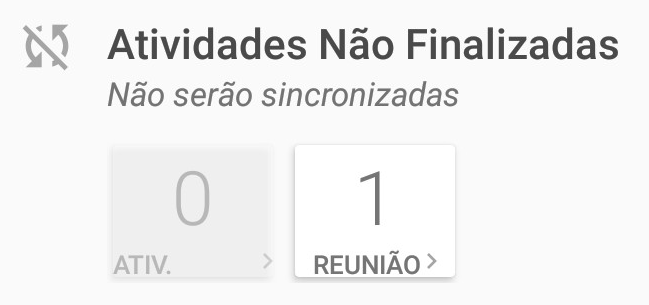 Atividades Não Finalizadas
Não serão sincronizadas
0 1
ATIV. REUNIÃO